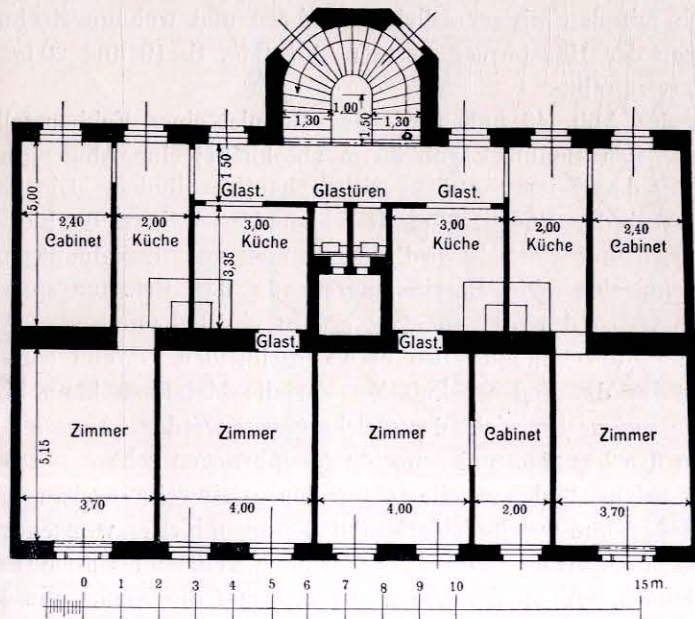 1,00
1,30 1,30
1,00
1,50
Glast. Glastüren Glast.
5,00
2,40 2,00 3,00 3,00 2,00 2,40
Cabinet Küche Küche Küche Küche Cabinet
3,35
Glast. Glast.
Zimmer Zimmer Zimmer Cabinet Zimmer
5,15
3,70 4,00 4,00 2,00 3,70
0 1 2 3 4 5 6 7 8 9 10 15 m.